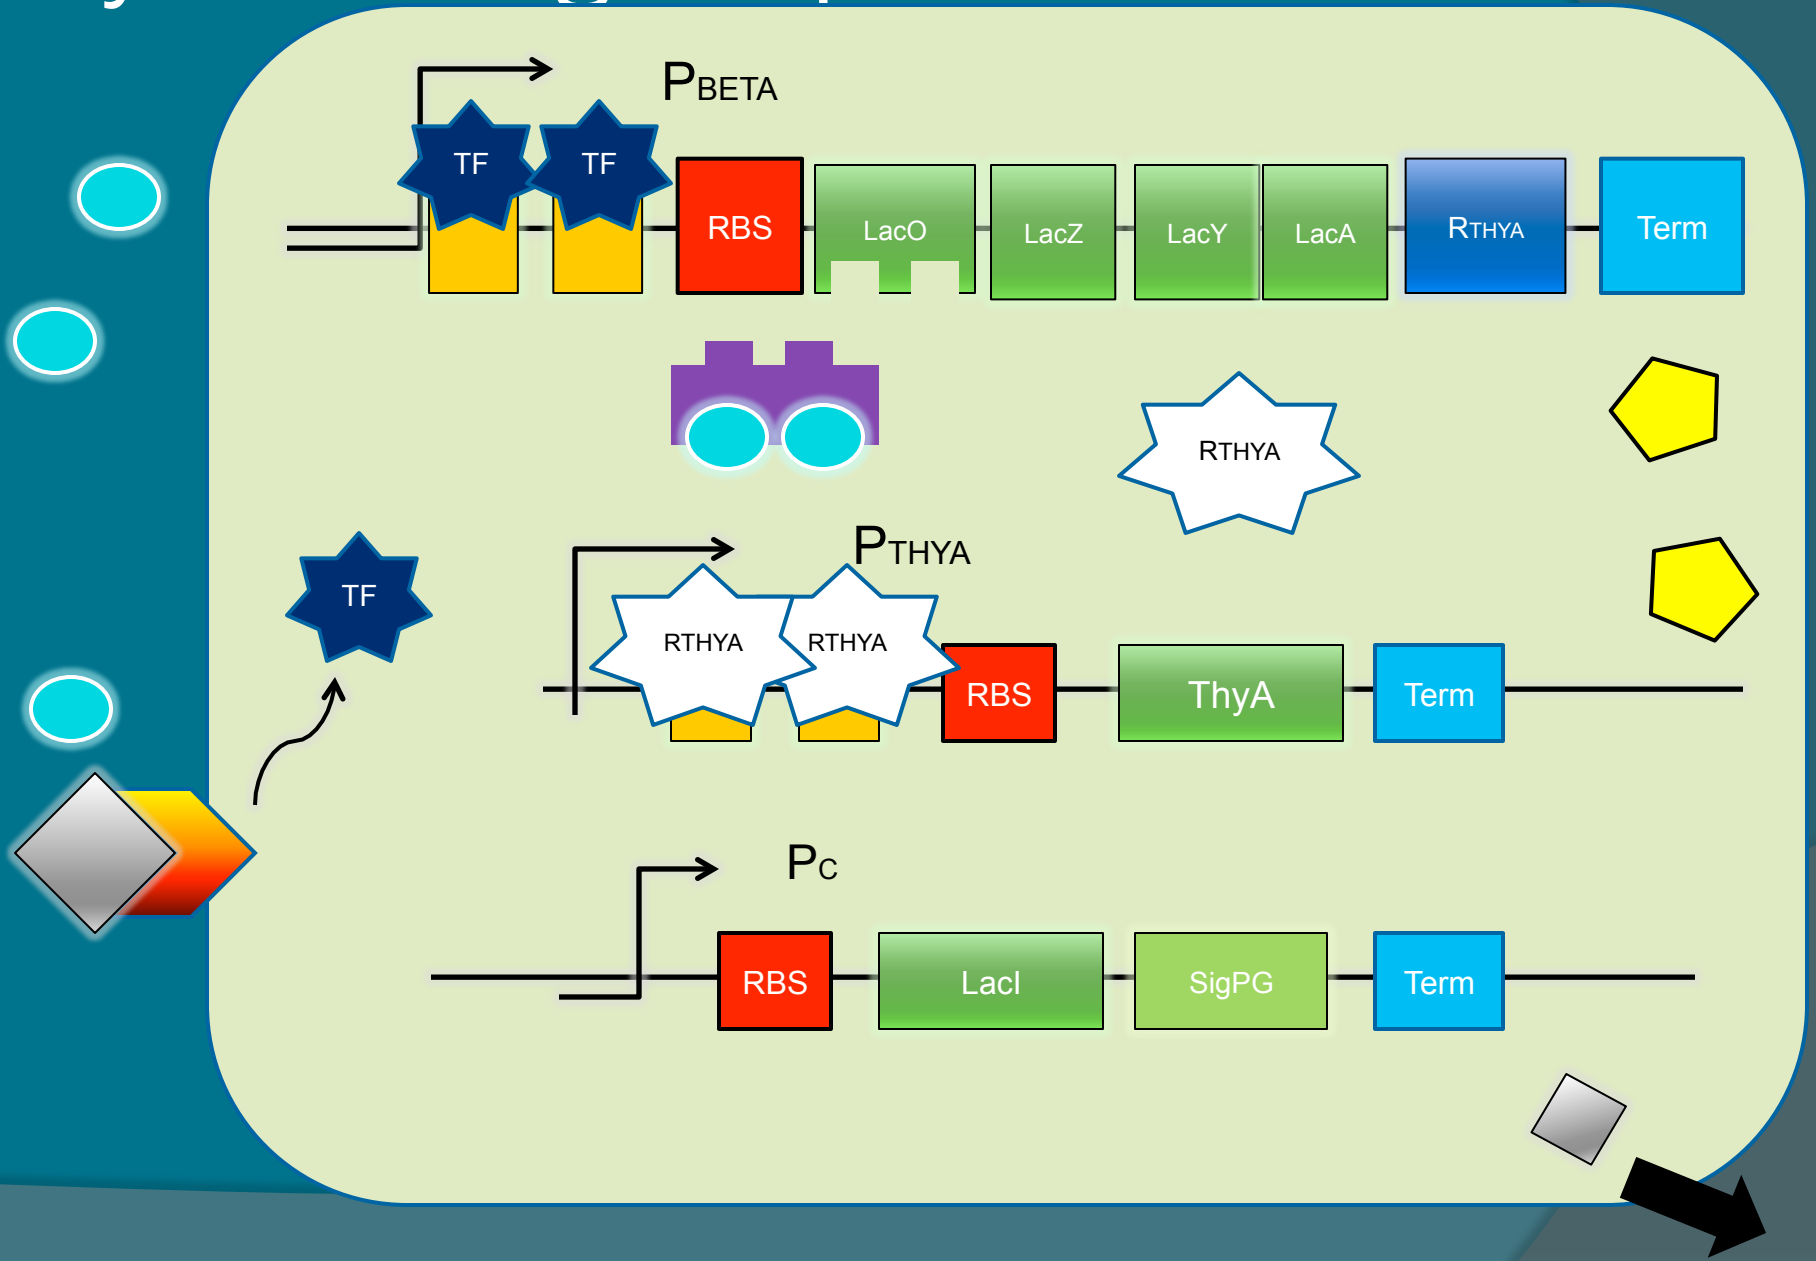 PBETA
TF TF
RBS LacO LacZ LacY LacA RTHYA Term
RTHYA
PTHYA
TF
RTHYA RTHYA
RBS ThyA Term
PC
RBS LacI SigPG Term